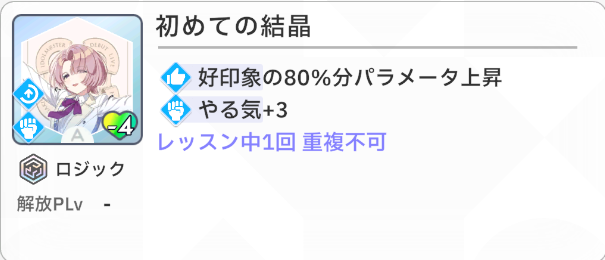 初めての結晶
好印象の80%分パラメータ上昇
やる気+3
レッスン中1回 重複不可
-4
A
ロジック
解放PLv -